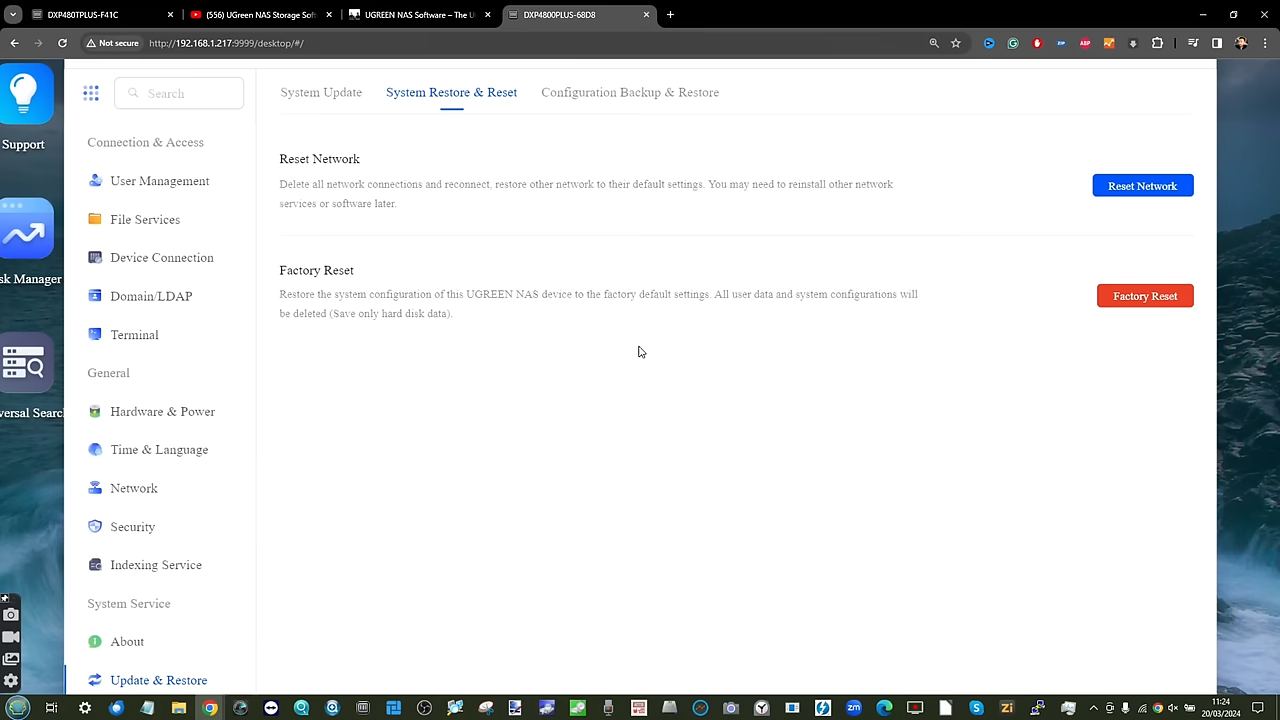 DXP480TPLUS-F41C
(556) UGreen NAS Storage Sof
UGREEN NAS Software – The U
DXP4800PLUS-68D8
Not secure
http://192.168.1.217:9999/desktop/#/
Search
System Update
System Restore & Reset
Configuration Backup & Restore
Support
sk Manager
versal Searc
Connection & Access
User Management
File Services
Device Connection
Domain/LDAP
Terminal
General
Hardware & Power
Time & Language
Network
Security
Indexing Service
System Service
About
Update & Restore
Reset Network
Delete all network connections and reconnect, restore other network to their default settings. You may need to reinstall other network
services or software later.
Reset Network
Factory Reset
Restore the system configuration of this UGREEN NAS device to the factory default settings. All user data and system configurations will
be deleted (Save only hard disk data).
Factory Reset
11:24
20/03/2024